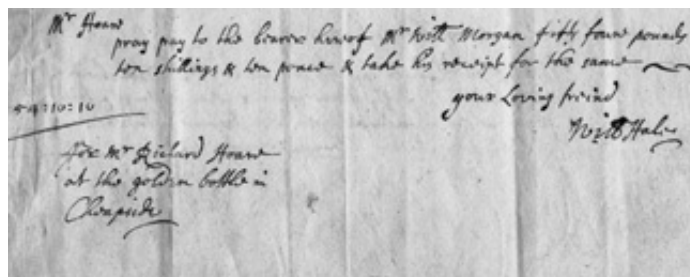 Mr Hoare
pray pay to the bearer hereof Mr Will Morgan fifty foure pounds
ten shillings & ten pence & take his receipt for the same
your Loving friend
54:10:10
Will Hale
for Mr Richard Hoare
at the golden bottle in
Cheapside